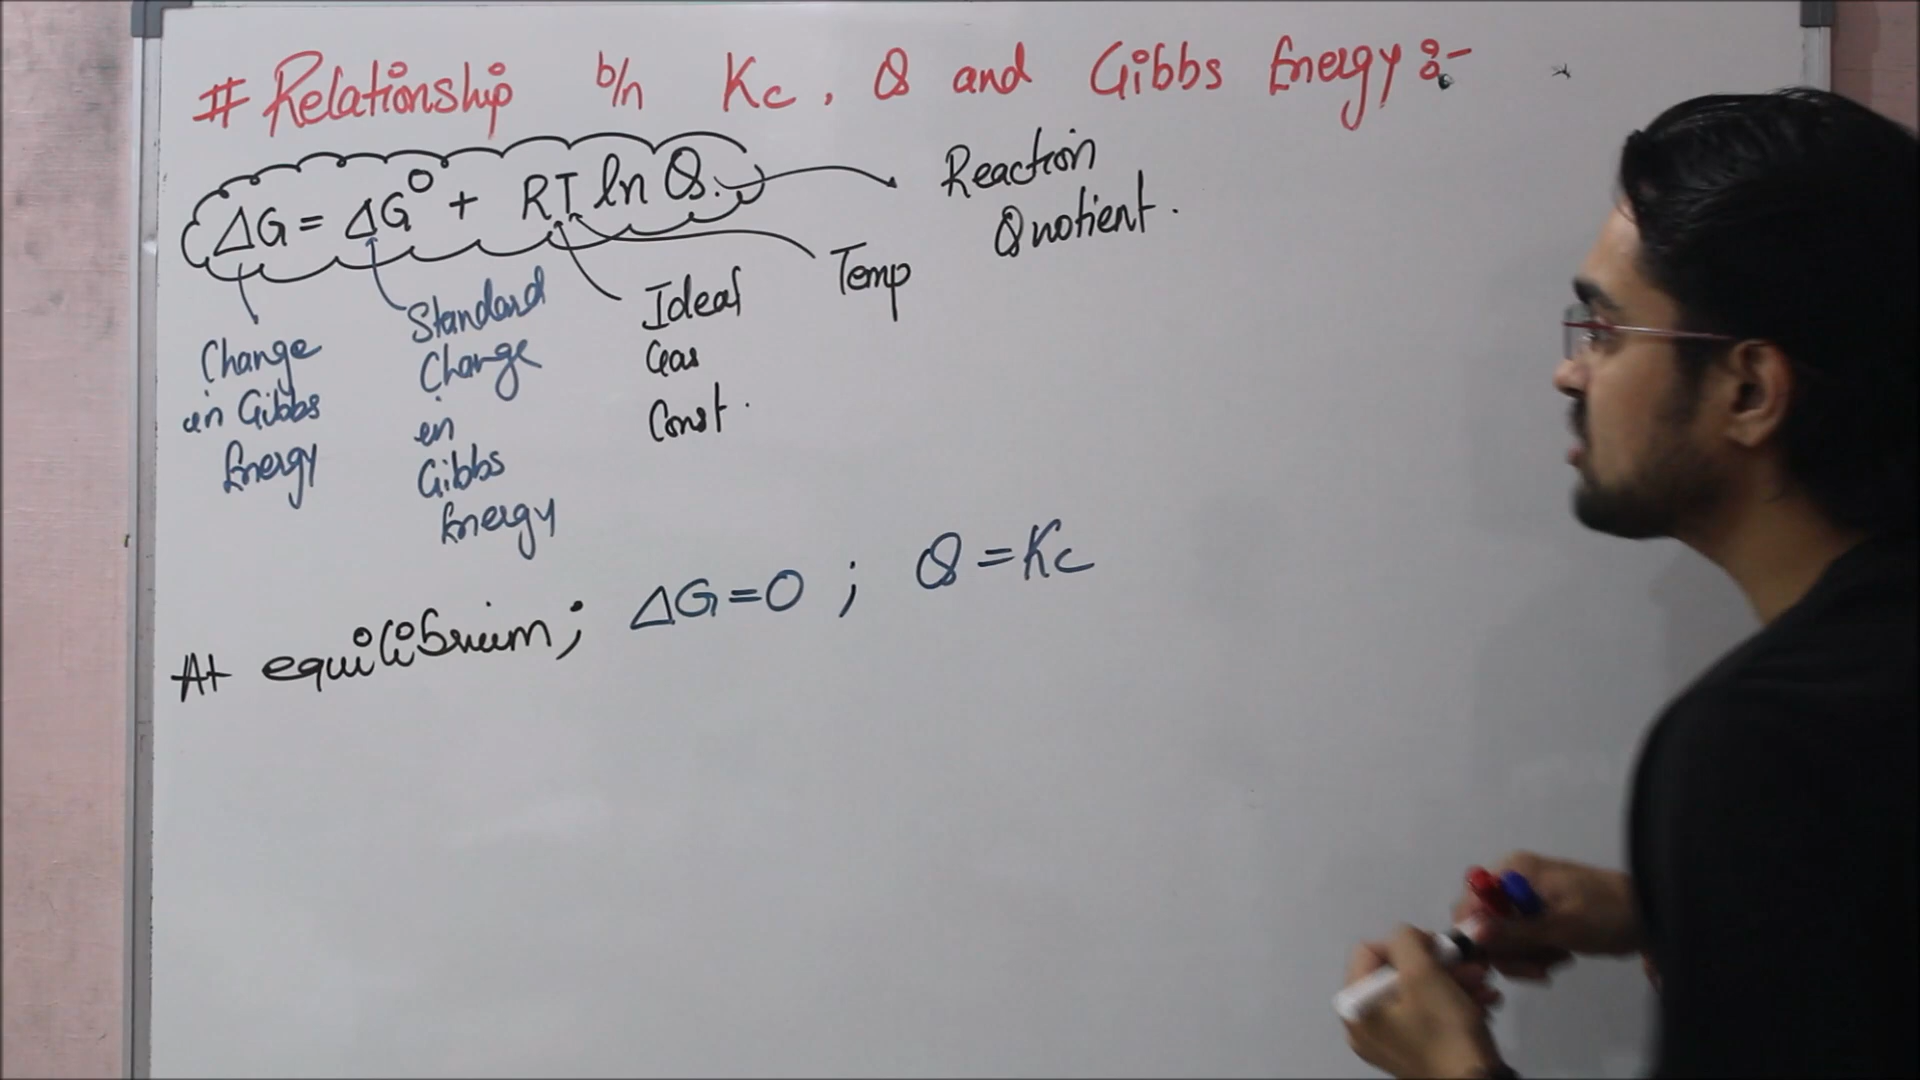 # Relationship b/n Kc, Q and Gibbs Energy :-
ΔG = ΔG° + RT ln Q.
Reaction
Quotient.
Temp
Ideal
Gas
Const.
Standard
Change
in
Gibbs
Energy
Change
in Gibbs
Energy
At equilibrium; ΔG=0 ; Q=Kc